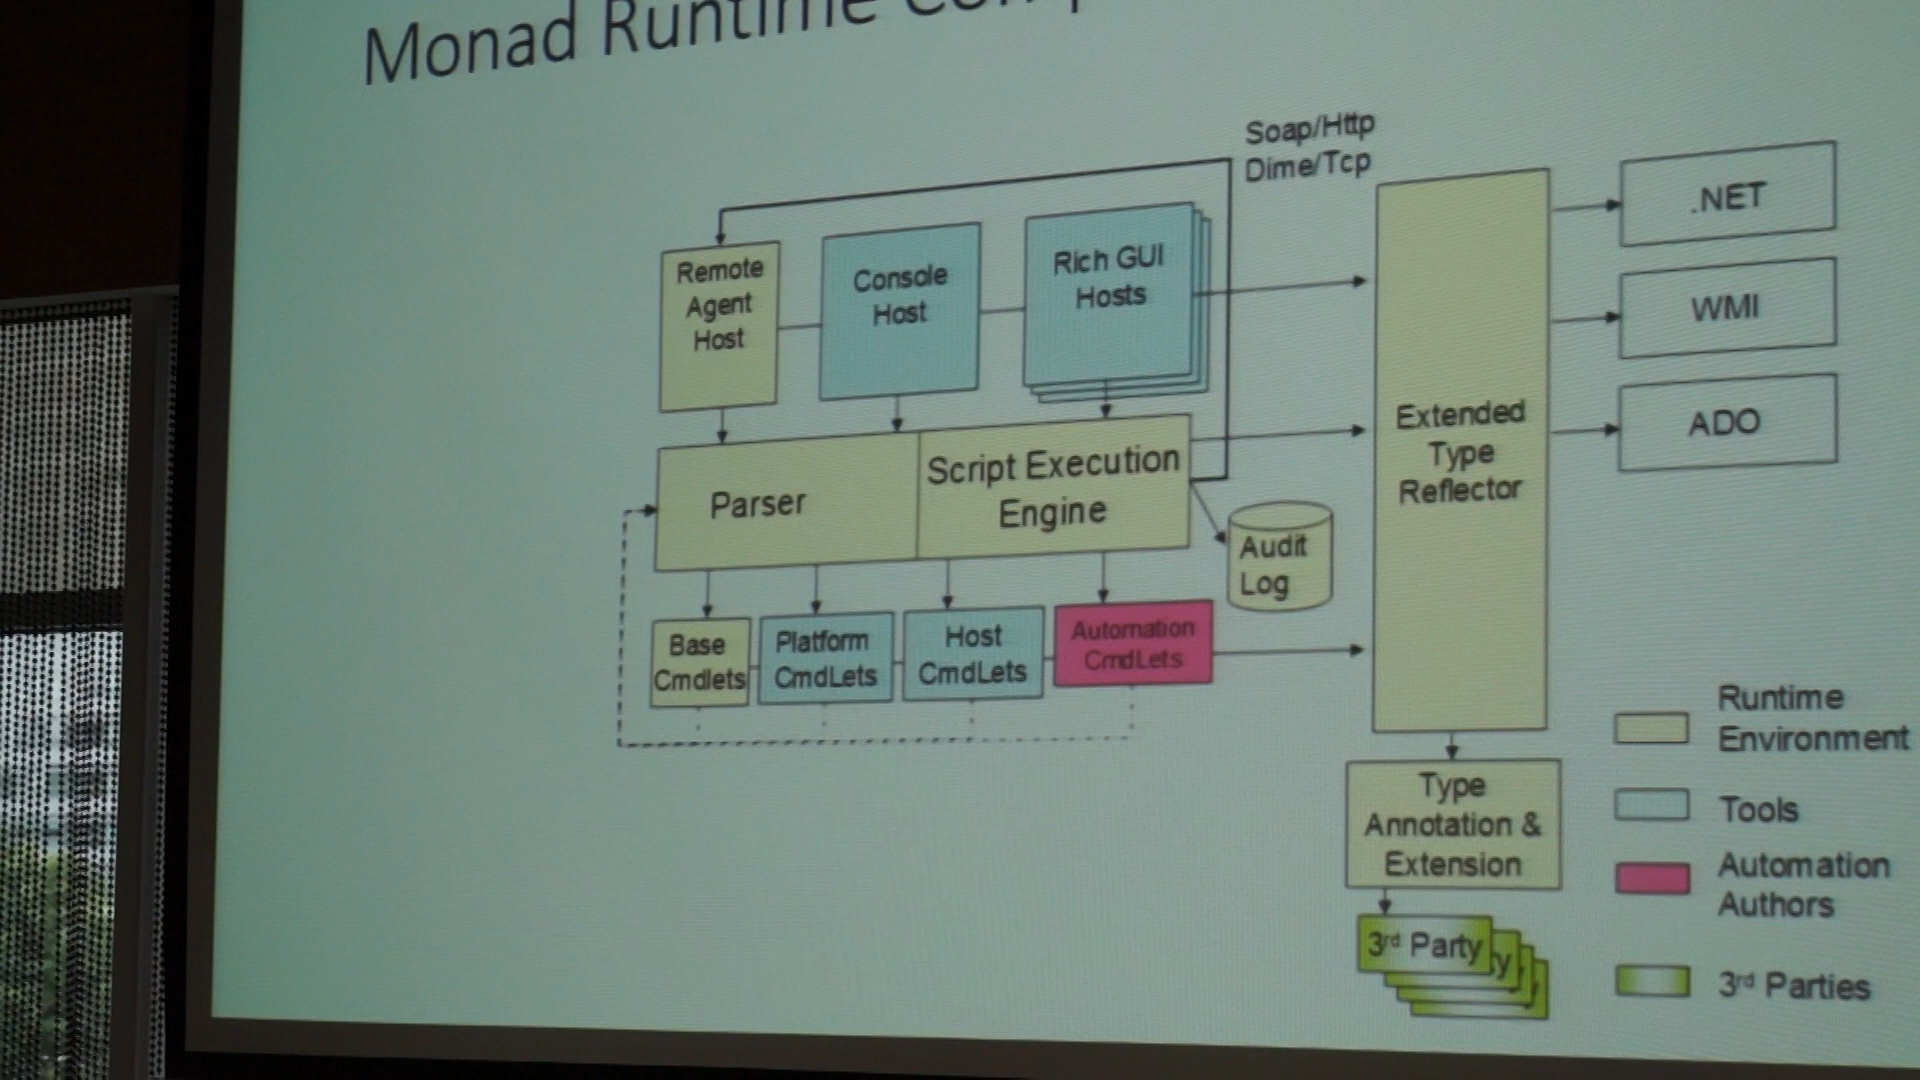 Monad Runtime
Soap/Http
Dime/Tcp
Remote
Agent
Host
Console
Host
Rich GUI
Hosts
.NET
WMI
ADO
Extended
Type
Reflector
Parser
Script Execution
Engine
Audit
Log
Base
Cmdlets
Platform
CmdLets
Host
CmdLets
Automation
CmdLets
Type
Annotation &
Extension
3rd Party
y
Runtime
Environment
Tools
Automation
Authors
3rd Parties